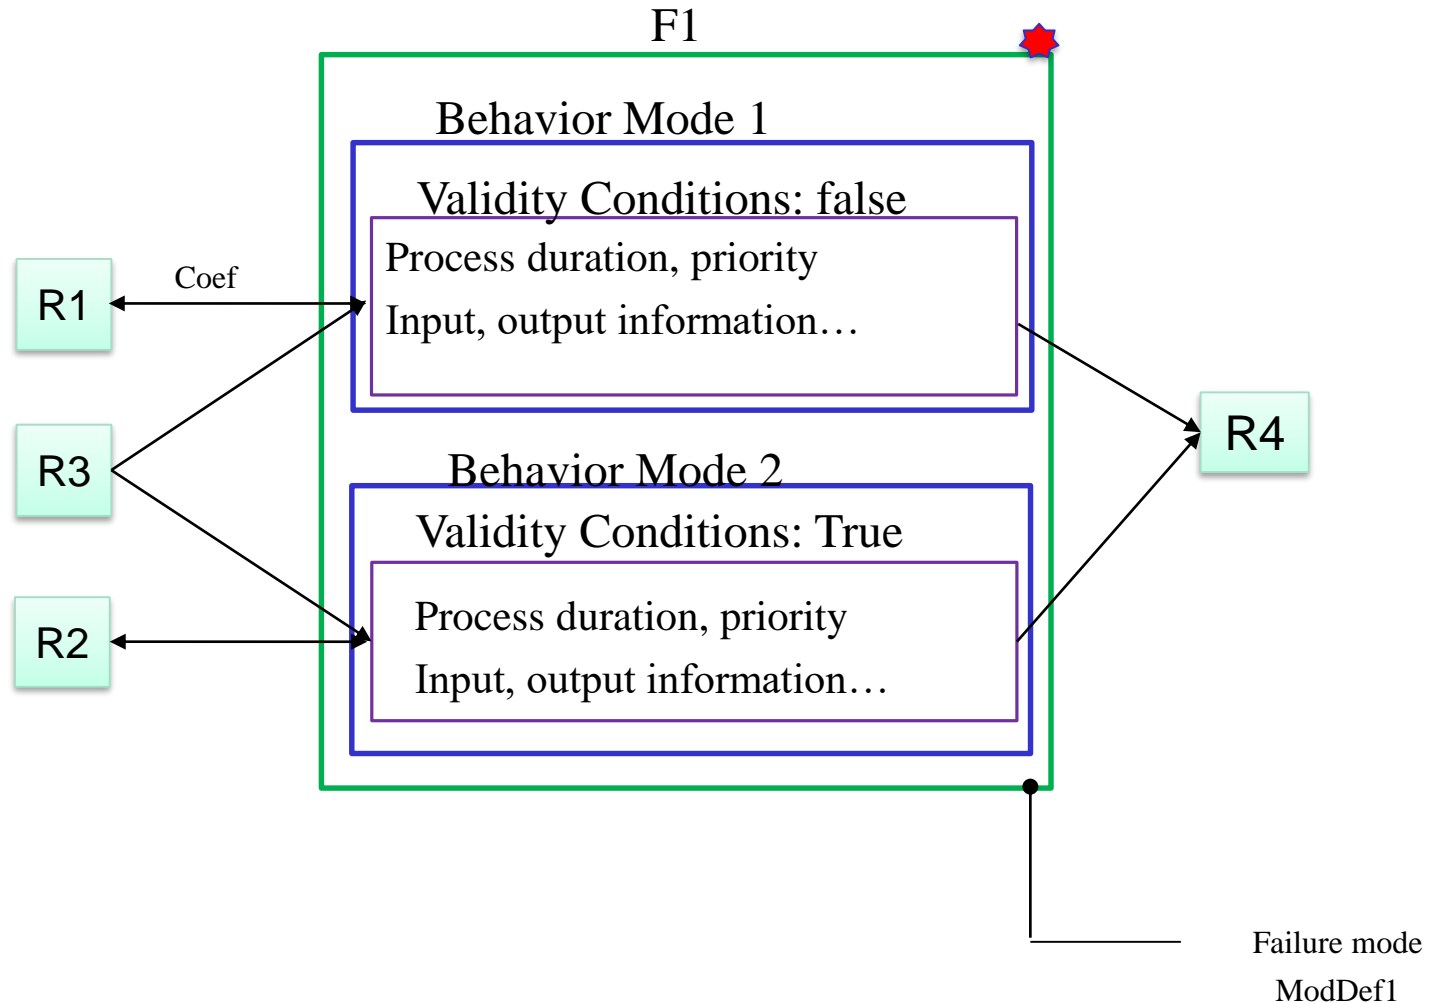 F1
Behavior Mode 1
Validity Conditions: false
Process duration, priority
Input, output information…
Coef
R1
R3
R4
Behavior Mode 2
Validity Conditions: True
Process duration, priority
Input, output information…
R2
Failure mode
ModDef1